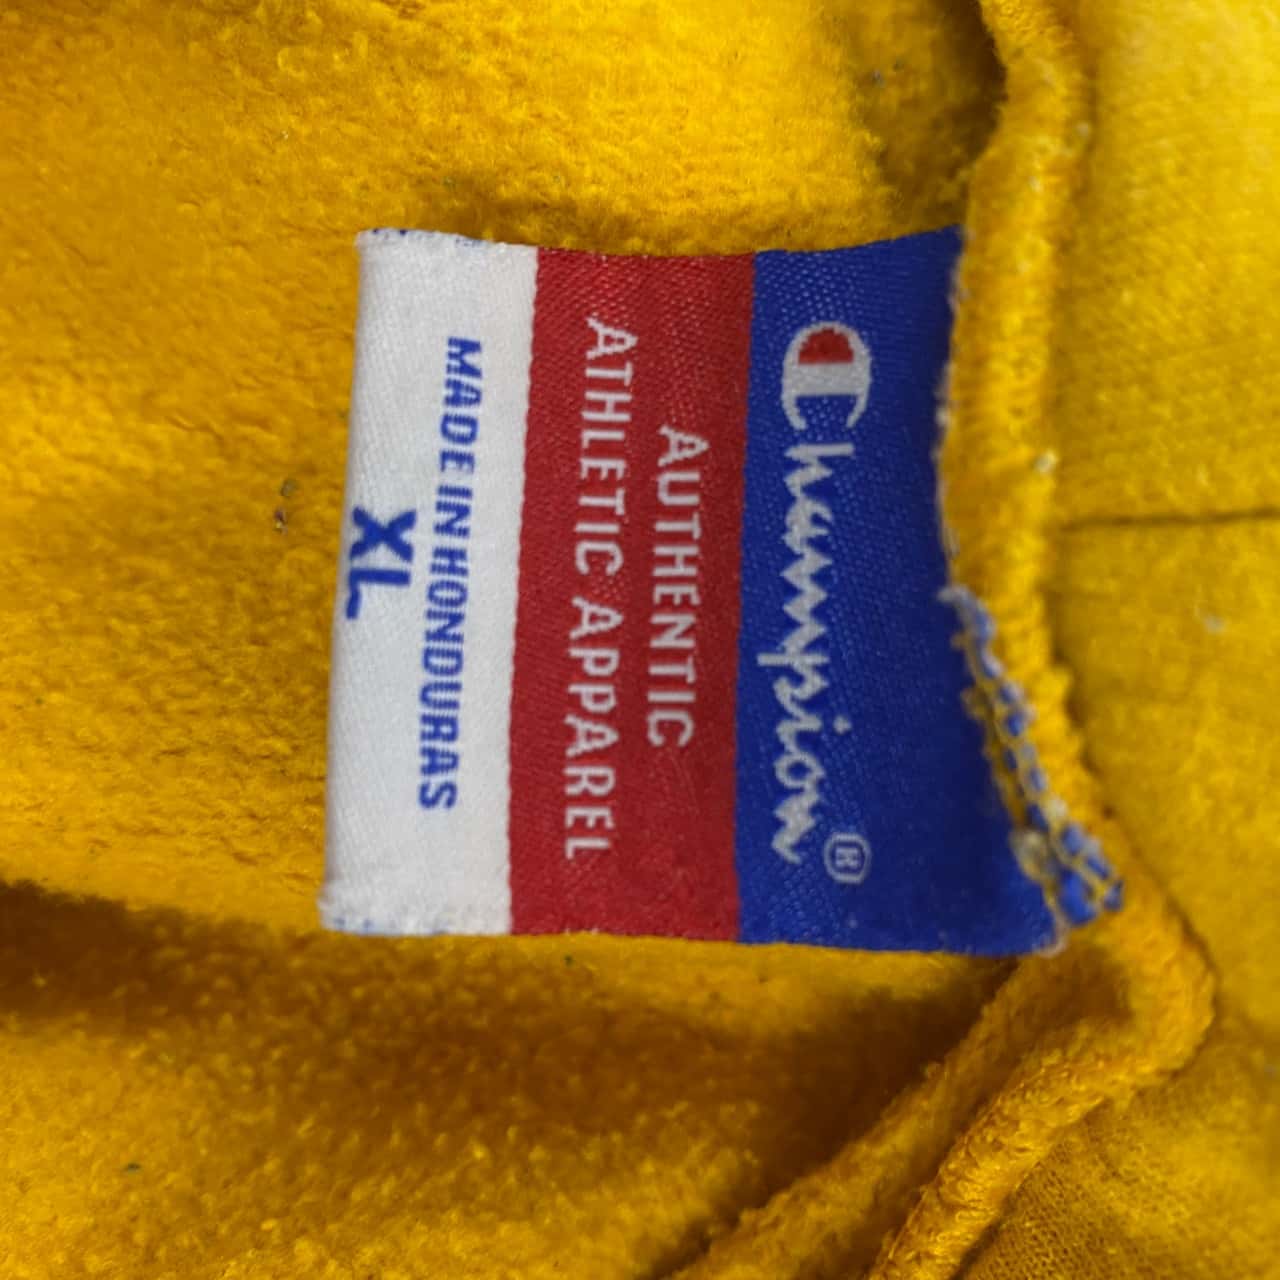 Champion®
AUTHENTIC
ATHLETIC APPAREL
MADE IN HONDURAS
XL